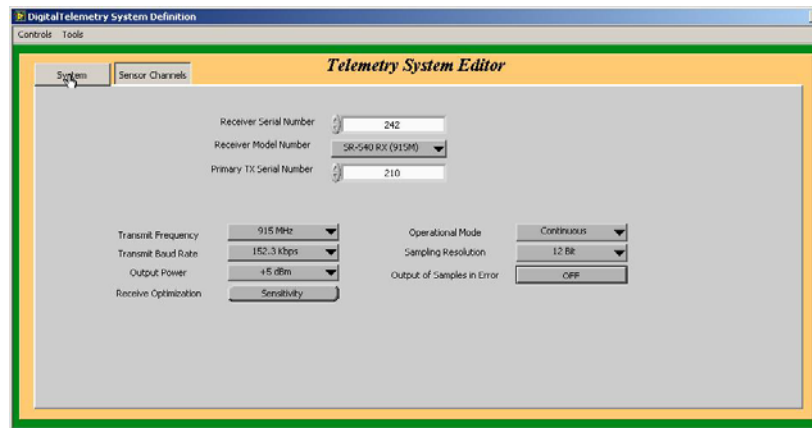 DigitalTelemetry System Definition
Controls Tools
Telemetry System Editor
System Sensor Channels
Receiver Serial Number 242
Receiver Model Number SR-540 RX (915M)
Primary TX Serial Number 210
Transmit Frequency 915 MHz Operational Mode Continuous
Transmit Baud Rate 152.3 Kbps Sampling Resolution 12 Bit
Output Power +5 dBm Output of Samples in Error OFF
Receive Optimization Sensitivity